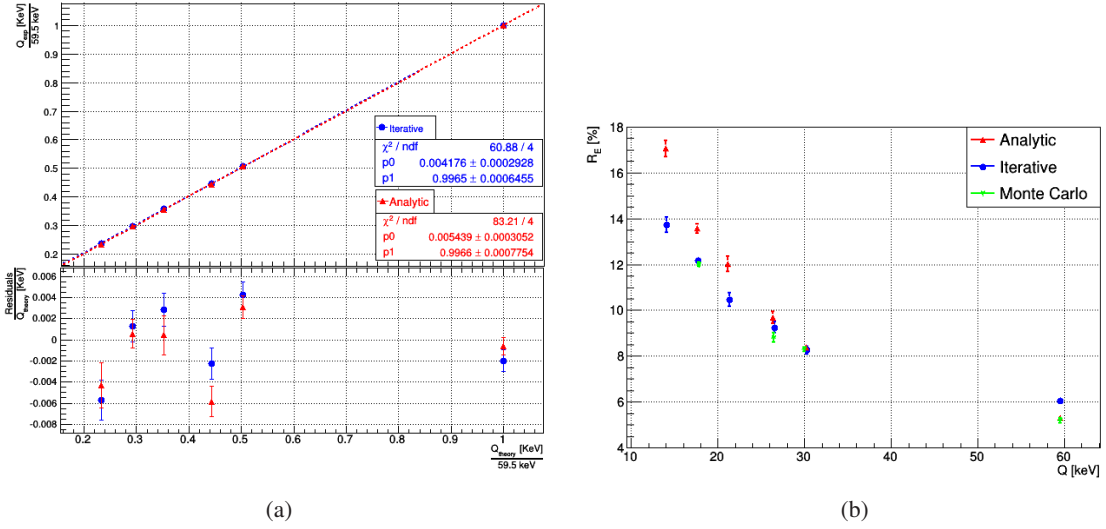 Q_exp [KeV]
59.5 keV
1
0.9
0.8
0.7
0.6
0.5
0.4
0.3
0.2
Iterative
χ² / ndf 60.88 / 4
p0 0.004176 ± 0.0002928
p1 0.9965 ± 0.0006455
Analytic
χ² / ndf 83.21 / 4
p0 0.005439 ± 0.0003052
p1 0.9966 ± 0.0007754
Residuals
Q_theory [KeV]
0.006
0.004
0.002
0
-0.002
-0.004
-0.006
-0.008
0.2 0.3 0.4 0.5 0.6 0.7 0.8 0.9 1
Q_theory [KeV]
59.5 keV
(a)
R_E [%]
18
16
14
12
10
8
6
4
Analytic
Iterative
Monte Carlo
10 20 30 40 50 60
Q [keV]
(b)